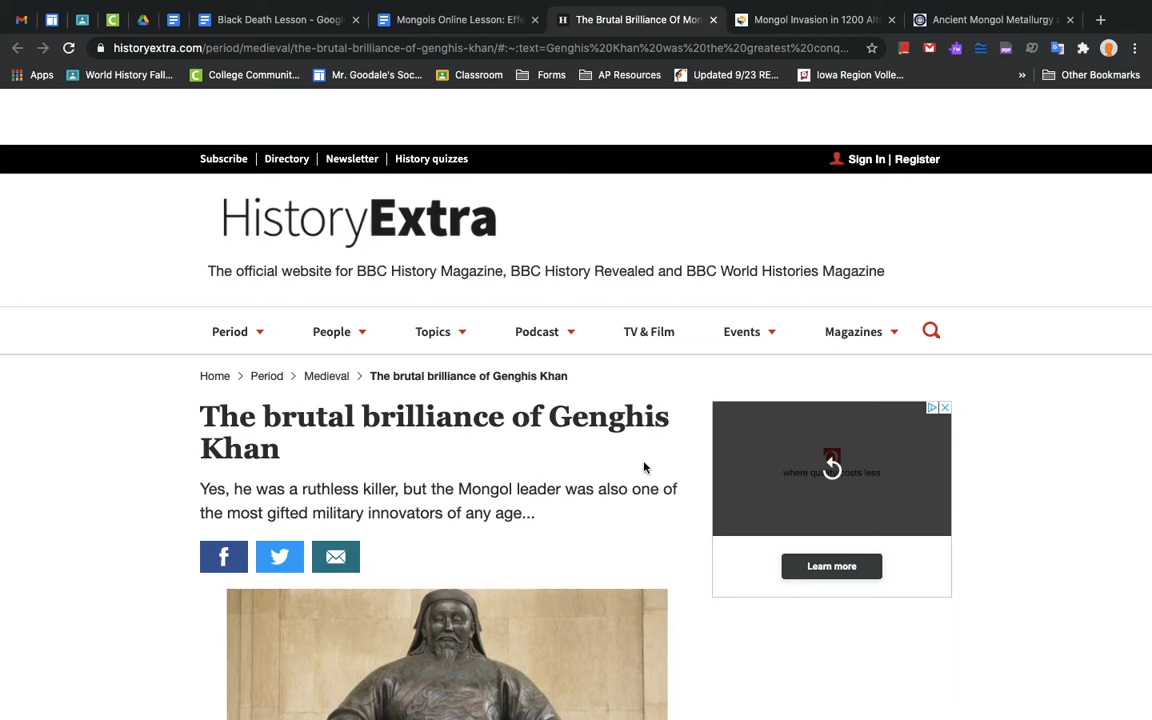 Black Death Lesson - Googl
Mongols Online Lesson: Effe
The Brutal Brilliance Of Mon
Mongol Invasion in 1200 Alt
Ancient Mongol Metallurgy a
historyextra.com/period/medieval/the-brutal-brilliance-of-genghis-khan/#:~:text=Genghis%20Khan%20was%20the%20greatest%20conq...
Apps World History Fall... College Communit... Mr. Goodale's Soc... Classroom Forms AP Resources Updated 9/23 RE... Iowa Region Volle... » Other Bookmarks
Subscribe | Directory | Newsletter | History quizzes
Sign In | Register
HistoryExtra
The official website for BBC History Magazine, BBC History Revealed and BBC World Histories Magazine
Period People Topics Podcast TV & Film Events Magazines
Home > Period > Medieval > The brutal brilliance of Genghis Khan
The brutal brilliance of Genghis
Khan
Yes, he was a ruthless killer, but the Mongol leader was also one of
the most gifted military innovators of any age...
where quality costs less
Learn more